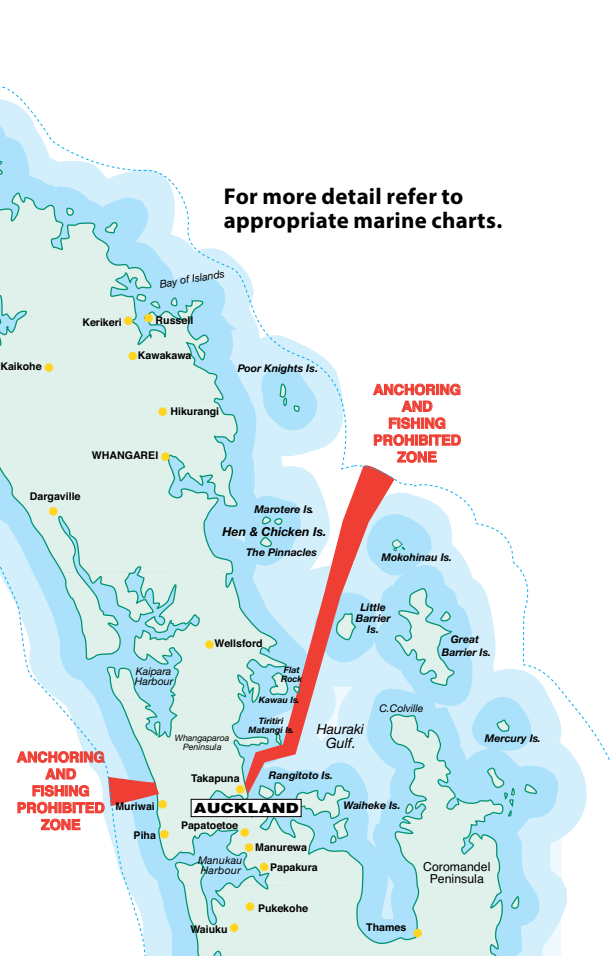 For more detail refer to
appropriate marine charts.
Bay of Islands
Kerikeri
Russell
Kawakawa
Kaikohe
Poor Knights Is.
ANCHORING
AND
FISHING
PROHIBITED
ZONE
Hikurangi
WHANGAREI
Dargaville
Marotere Is.
Hen & Chicken Is.
The Pinnacles
Mokohinau Is.
Little
Barrier
Is.
Great
Barrier Is.
Wellsford
Kaipara
Harbour
Flat
Rock
Kawau Is.
C.Colville
Tiritiri
Matangi Is.
Hauraki
Gulf.
Whangaparoa
Peninsula
Mercury Is.
ANCHORING
AND
FISHING
PROHIBITED
ZONE
Takapuna
Rangitoto Is.
Muriwai
AUCKLAND
Waiheke Is.
Papatoetoe
Piha
Manurewa
Manukau
Harbour
Papakura
Coromandel
Peninsula
Pukekohe
Waiuku
Thames